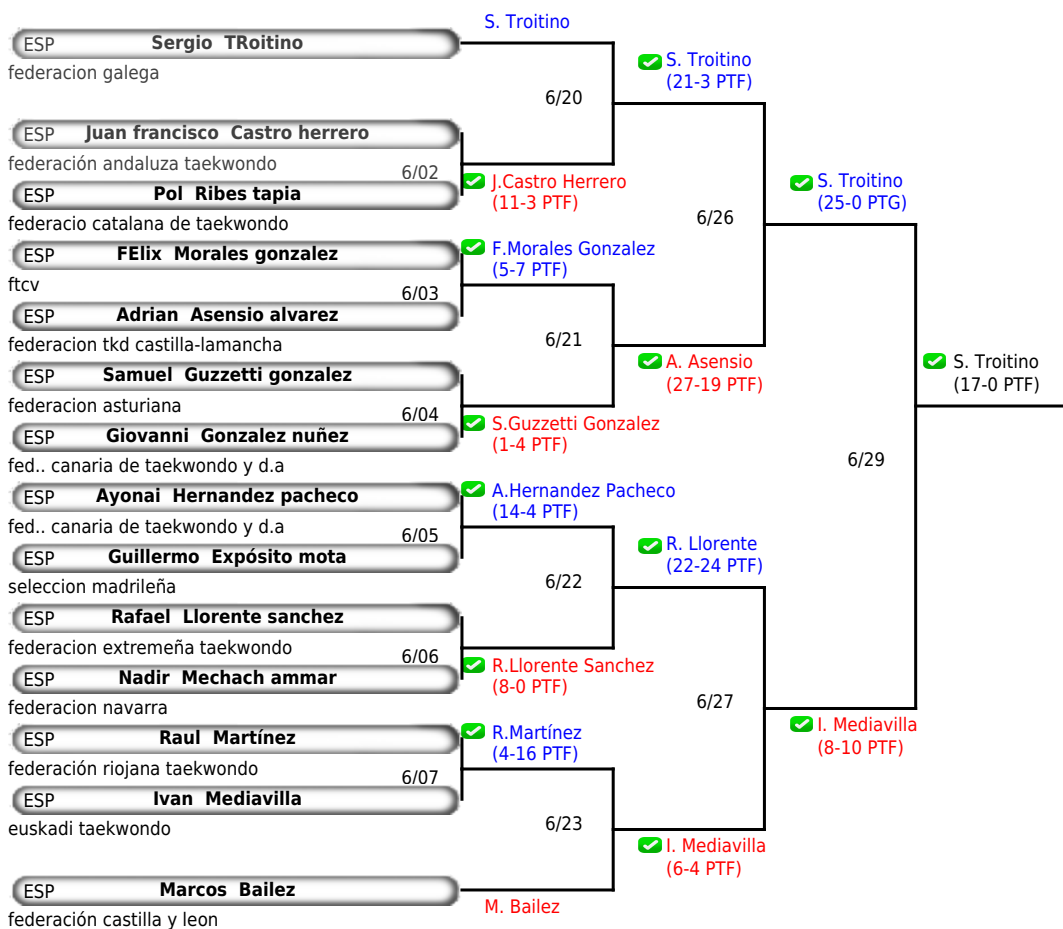 S. Troitino
ESP Sergio TRoitino
federacion galega
S. Troitino
(21-3 PTF)
6/20
ESP Juan francisco Castro herrero
federación andaluza taekwondo
6/02
J.Castro Herrero
(11-3 PTF)
ESP Pol Ribes tapia
federacio catalana de taekwondo
S. Troitino
(25-0 PTG)
6/26
ESP FElix Morales gonzalez
ftcv
F.Morales Gonzalez
(5-7 PTF)
6/03
ESP Adrian Asensio alvarez
federacion tkd castilla-lamancha
6/21
A. Asensio
(27-19 PTF)
S. Troitino
(17-0 PTF)
ESP Samuel Guzzetti gonzalez
federacion asturiana
6/04
S.Guzzetti Gonzalez
(1-4 PTF)
ESP Giovanni Gonzalez nuñez
fed.. canaria de taekwondo y d.a
6/29
ESP Ayonai Hernandez pacheco
fed.. canaria de taekwondo y d.a
A.Hernandez Pacheco
(14-4 PTF)
6/05
ESP Guillermo Expósito mota
seleccion madrileña
6/22
R. Llorente
(22-24 PTF)
ESP Rafael Llorente sanchez
federacion extremeña taekwondo
6/06
R.Llorente Sanchez
(8-0 PTF)
ESP Nadir Mechach ammar
federacion navarra
6/27
I. Mediavilla
(8-10 PTF)
ESP Raul Martínez
federación riojana taekwondo
R.Martínez
(4-16 PTF)
6/07
ESP Ivan Mediavilla
euskadi taekwondo
6/23
I. Mediavilla
(6-4 PTF)
ESP Marcos Bailez
federación castilla y leon
M. Bailez